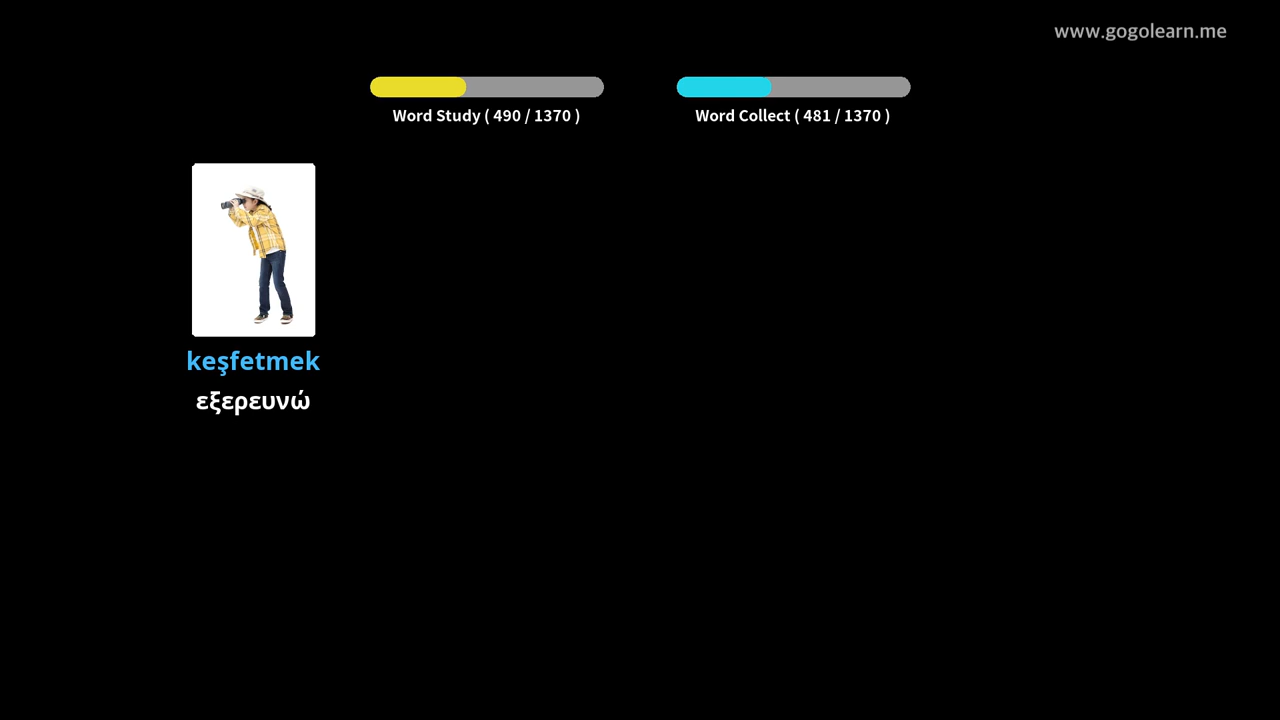 www.gogolearn.me
Word Study ( 490 / 1370 )
Word Collect ( 481 / 1370 )
keşfetmek
εξερευνώ